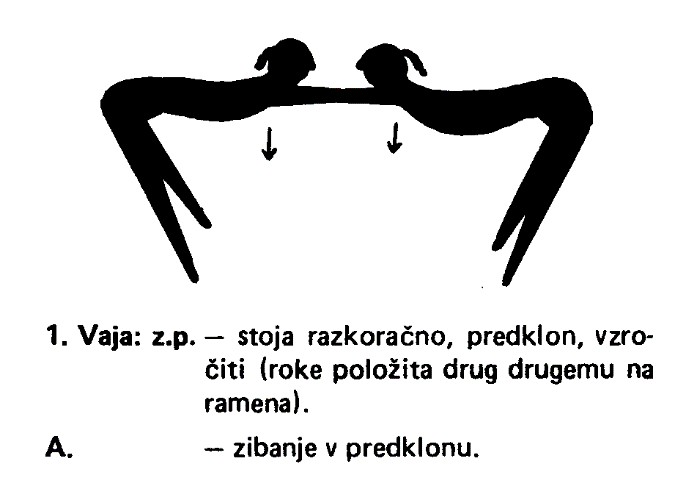 1. Vaja: z.p. — stoja razkoračno, predklon, vzro-
čiti (roke položita drug drugemu na
ramena).
A. — zibanje v predklonu.